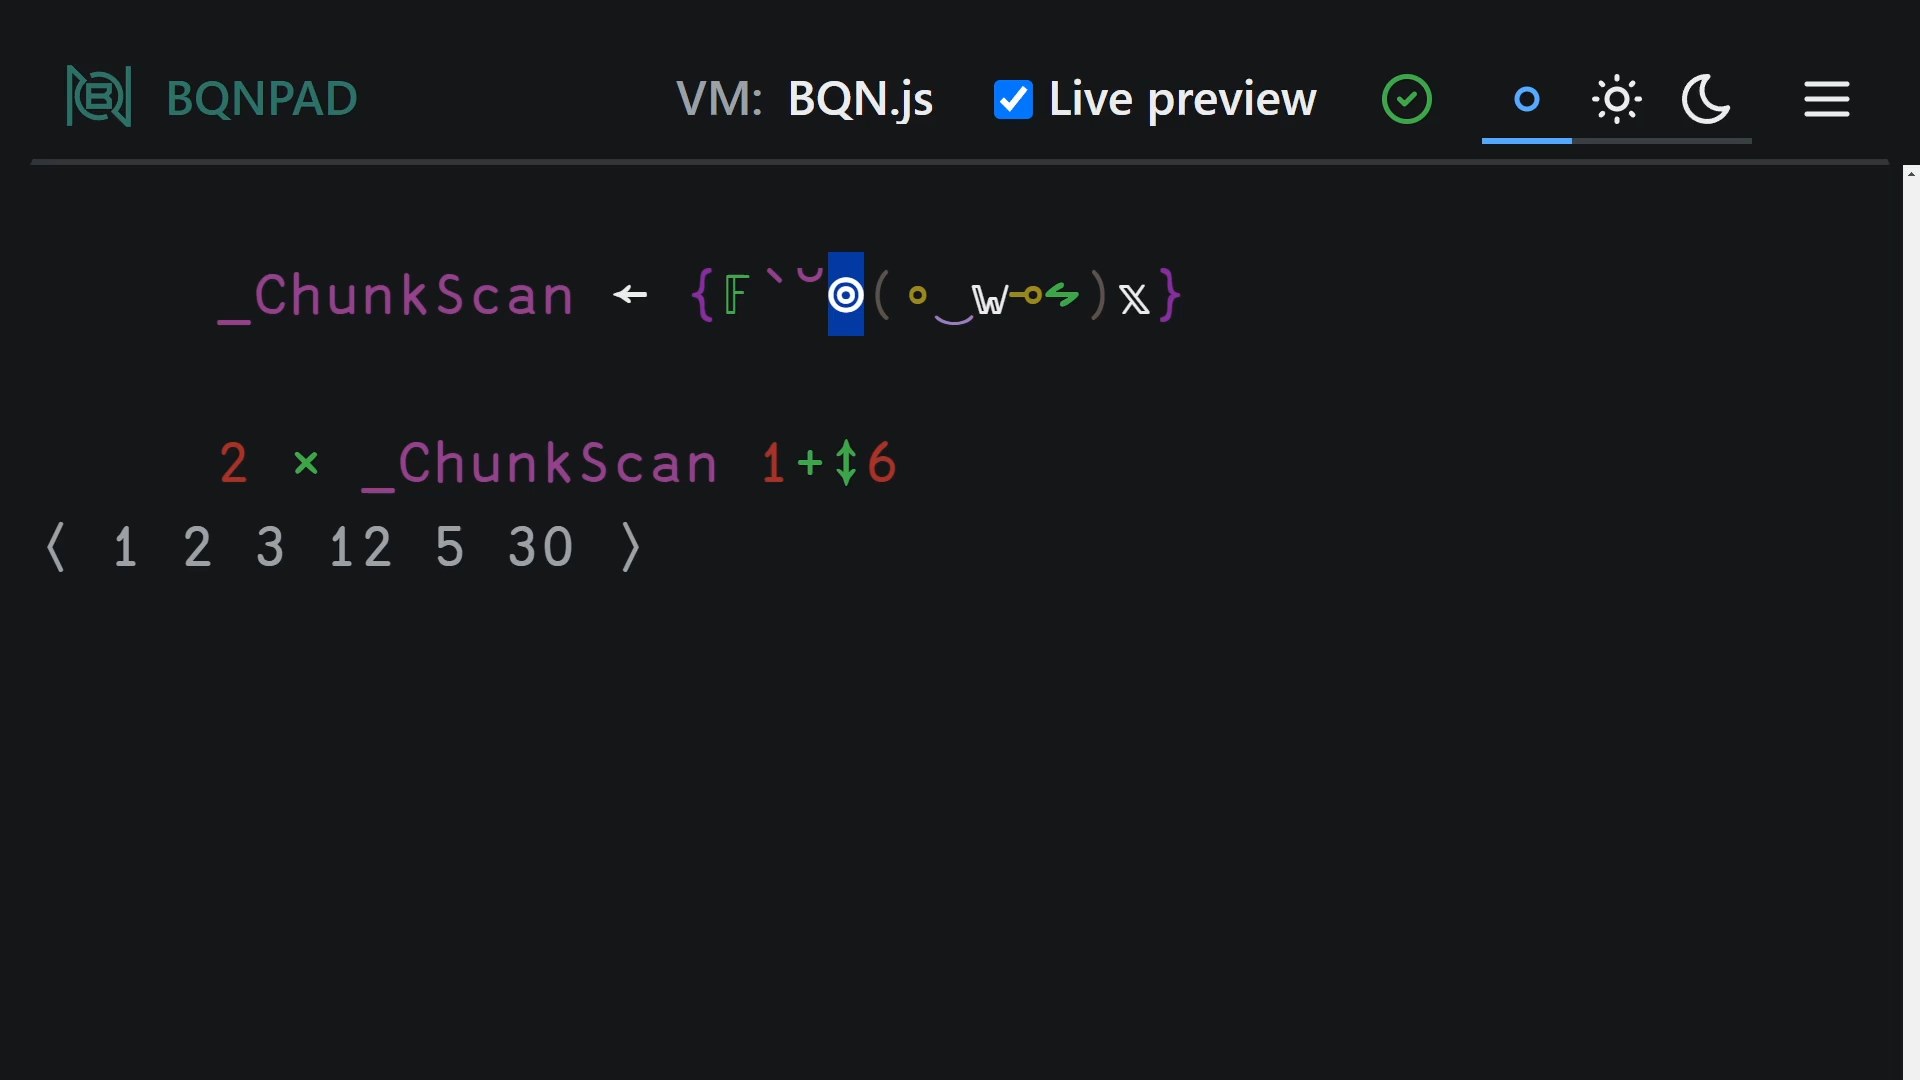 BQNPAD VM: BQN.js Live preview
_ChunkScan ← {𝔽`˘⌾(∘‿𝕨⊸⥊)𝕩}
2 × _ChunkScan 1+↕6
⟨ 1 2 3 12 5 30 ⟩